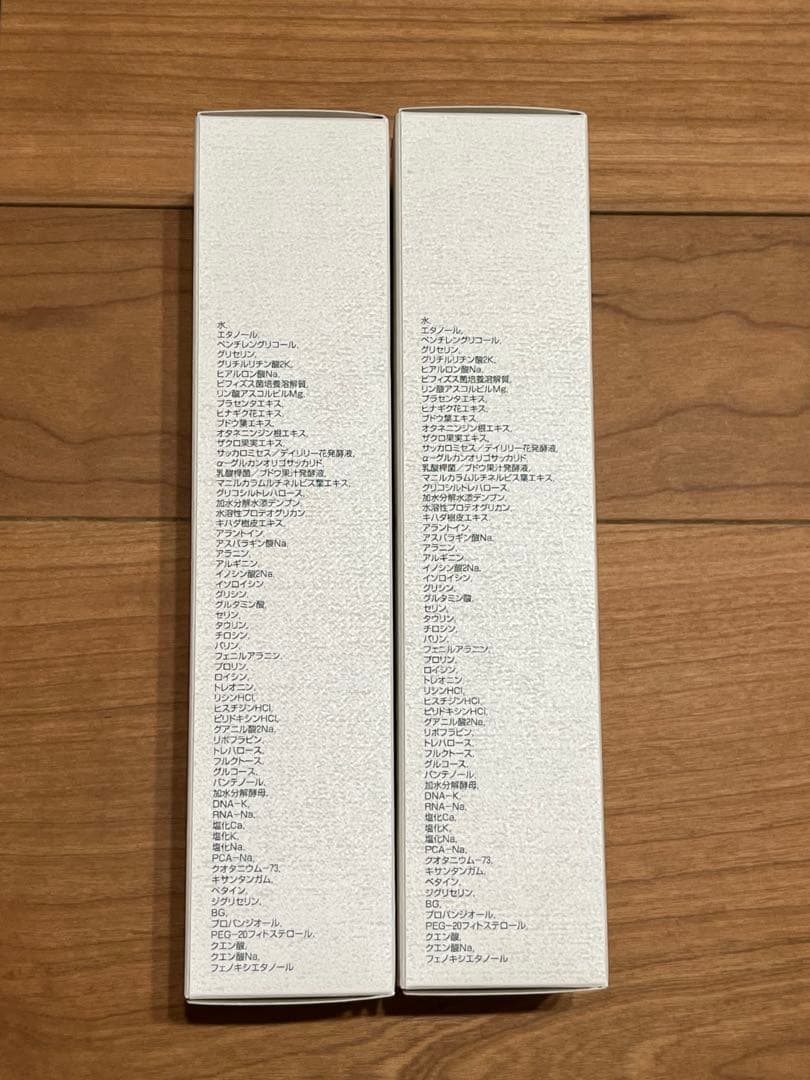 水,
エタノール,
ペンチレングリコール,
グリセリン,
グリチルリチン酸2K,
ヒアルロン酸Na,
ビフィズス菌培養溶解質,
リン酸アスコルビルMg,
プラセンタエキス,
ヒナギク花エキス,
ブドウ葉エキス,
オタネニンジン根エキス,
ザクロ果実エキス,
サッカロミセス/デイリリー花発酵液,
α-グルカンオリゴサッカリド,
乳酸桿菌/ブドウ果汁発酵液,
マニルカラムルチネルビス葉エキス,
グリコシルトレハロース,
加水分解水添デンプン,
水溶性プロテオグリカン,
キハダ樹皮エキス,
アラントイン,
アスパラギン酸Na,
アラニン,
アルギニン,
イノシン酸2Na,
イソロイシン,
グリシン,
グルタミン酸,
セリン,
タウリン,
チロシン,
バリン,
フェニルアラニン,
プロリン,
ロイシン,
トレオニン,
リシンHCl,
ヒスチジンHCl,
ピリドキシンHCl,
グアニル酸2Na,
リボフラビン,
トレハロース,
フルクトース,
グルコース,
パンテノール,
加水分解酵母,
DNA-K,
RNA-Na,
塩化Ca,
塩化K,
塩化Na,
PCA-Na,
クオタニウム-73,
キサンタンガム,
ベタイン,
ジグリセリン,
BG,
プロパンジオール,
PEG-20フィトステロール,
クエン酸,
クエン酸Na,
フェノキシエタノール
水,
エタノール,
ペンチレングリコール,
グリセリン,
グリチルリチン酸2K,
ヒアルロン酸Na,
ビフィズス菌培養溶解質,
リン酸アスコルビルMg,
プラセンタエキス,
ヒナギク花エキス,
ブドウ葉エキス,
オタネニンジン根エキス,
ザクロ果実エキス,
サッカロミセス/デイリリー花発酵液,
α-グルカンオリゴサッカリド,
乳酸桿菌/ブドウ果汁発酵液,
マニルカラムルチネルビス葉エキス,
グリコシルトレハロース,
加水分解水添デンプン,
水溶性プロテオグリカン,
キハダ樹皮エキス,
アラントイン,
アスパラギン酸Na,
アラニン,
アルギニン,
イノシン酸2Na,
イソロイシン,
グリシン,
グルタミン酸,
セリン,
タウリン,
チロシン,
バリン,
フェニルアラニン,
プロリン,
ロイシン,
トレオニン,
リシンHCl,
ヒスチジンHCl,
ピリドキシンHCl,
グアニル酸2Na,
リボフラビン,
トレハロース,
フルクトース,
グルコース,
パンテノール,
加水分解酵母,
DNA-K,
RNA-Na,
塩化Ca,
塩化K,
塩化Na,
PCA-Na,
クオタニウム-73,
キサンタンガム,
ベタイン,
ジグリセリン,
BG,
プロパンジオール,
PEG-20フィトステロール,
クエン酸,
クエン酸Na,
フェノキシエタノール